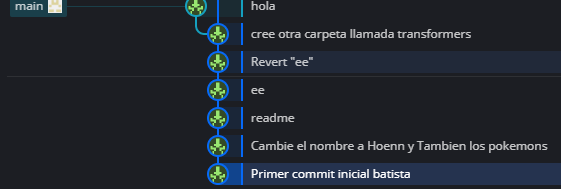 main hola
cree otra carpeta llamada transformers
Revert "ee"
ee
readme
Cambie el nombre a Hoenn y Tambien los pokemons
Primer commit inicial batista